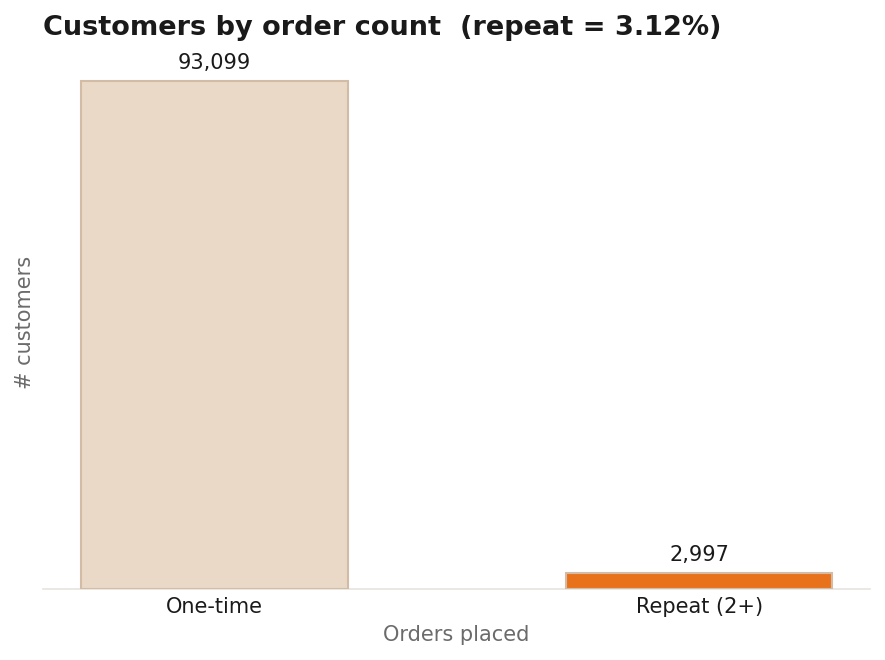 Customers by order count  (repeat = 3.12%)
93,099
# customers
2,997
One-time
Repeat (2+)
Orders placed